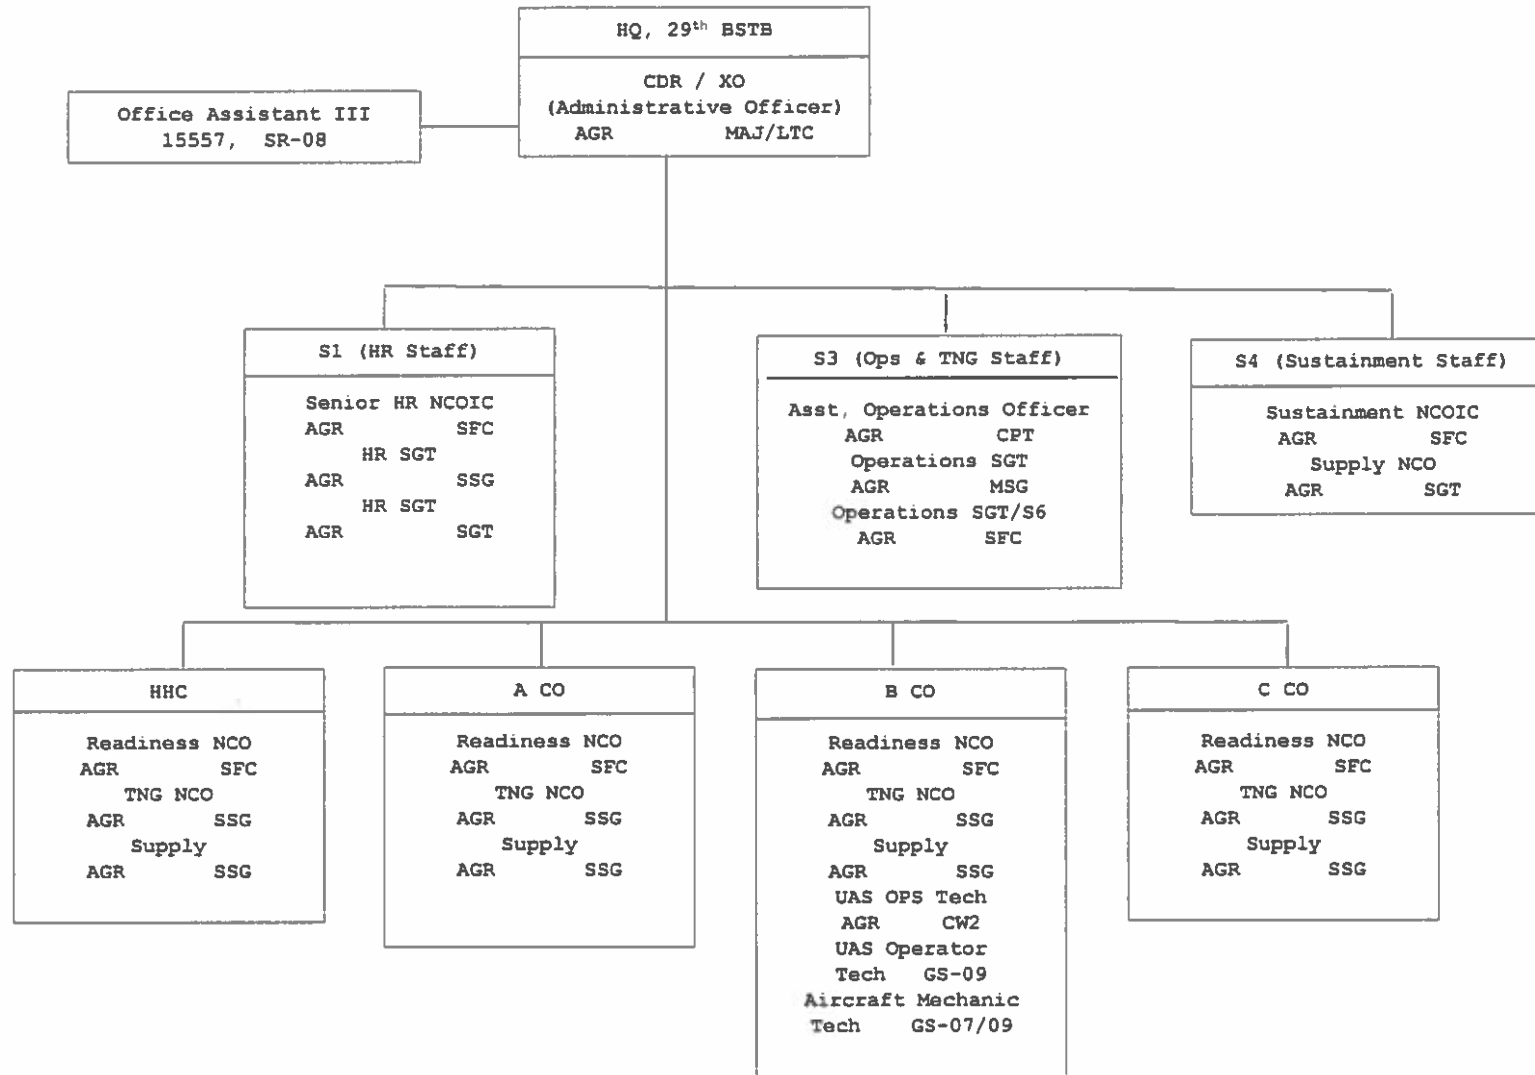 HQ, 29th BSTB
CDR / XO
(Administrative Officer)
AGR MAJ/LTC
Office Assistant III
15557, SR-08
S1 (HR Staff)
Senior HR NCOIC
AGR SFC
HR SGT
AGR SSG
HR SGT
AGR SGT
S3 (Ops & TNG Staff)
Asst. Operations Officer
AGR CPT
Operations SGT
AGR MSG
Operations SGT/S6
AGR SFC
S4 (Sustainment Staff)
Sustainment NCOIC
AGR SFC
Supply NCO
AGR SGT
HHC
Readiness NCO
AGR SFC
TNG NCO
AGR SSG
Supply
AGR SSG
A CO
Readiness NCO
AGR SFC
TNG NCO
AGR SSG
Supply
AGR SSG
B CO
Readiness NCO
AGR SFC
TNG NCO
AGR SSG
Supply
AGR SSG
UAS OPS Tech
AGR CW2
UAS Operator
Tech GS-09
Aircraft Mechanic
Tech GS-07/09
C CO
Readiness NCO
AGR SFC
TNG NCO
AGR SSG
Supply
AGR SSG